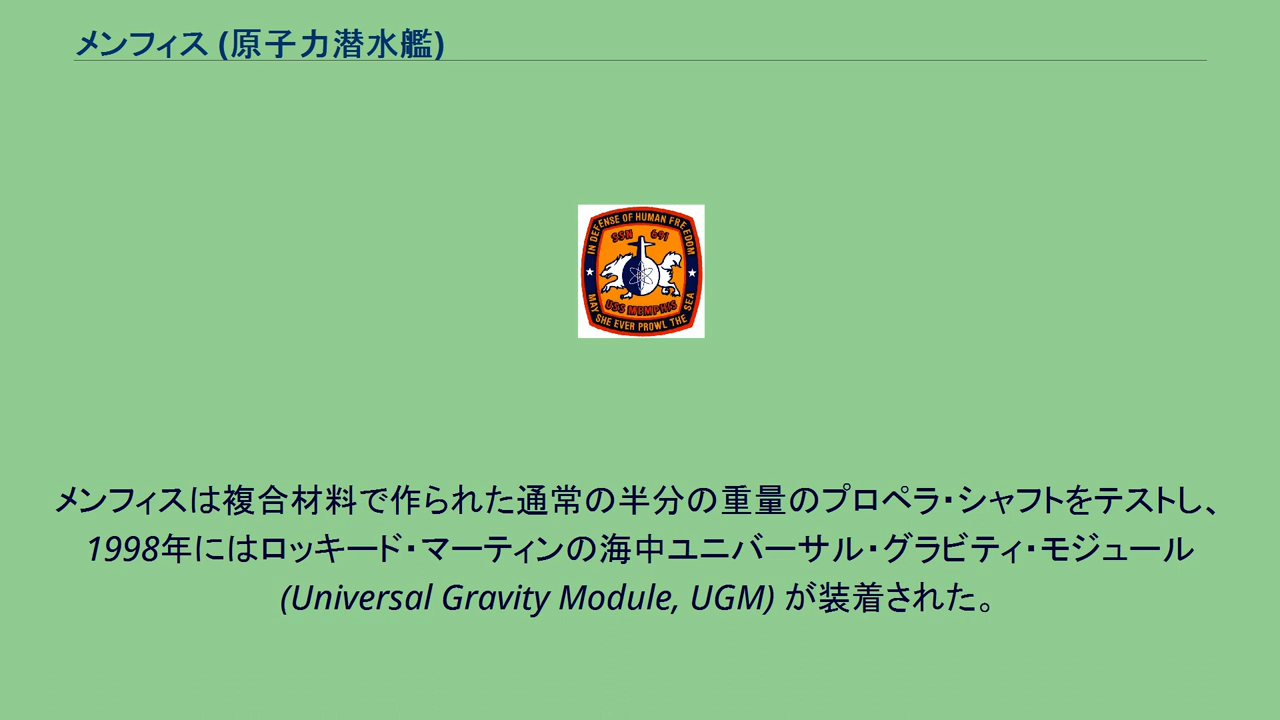 メンフィス (原子力潜水艦)
IN DEFENSE OF HUMAN FREEDOM
SSN 691
USS MEMPHIS
MAY SHE EVER PROWL THE SEA
メンフィスは複合材料で作られた通常の半分の重量のプロペラ・シャフトをテストし、
1998年にはロッキード・マーティンの海中ユニバーサル・グラビティ・モジュール
(Universal Gravity Module, UGM) が装着された。